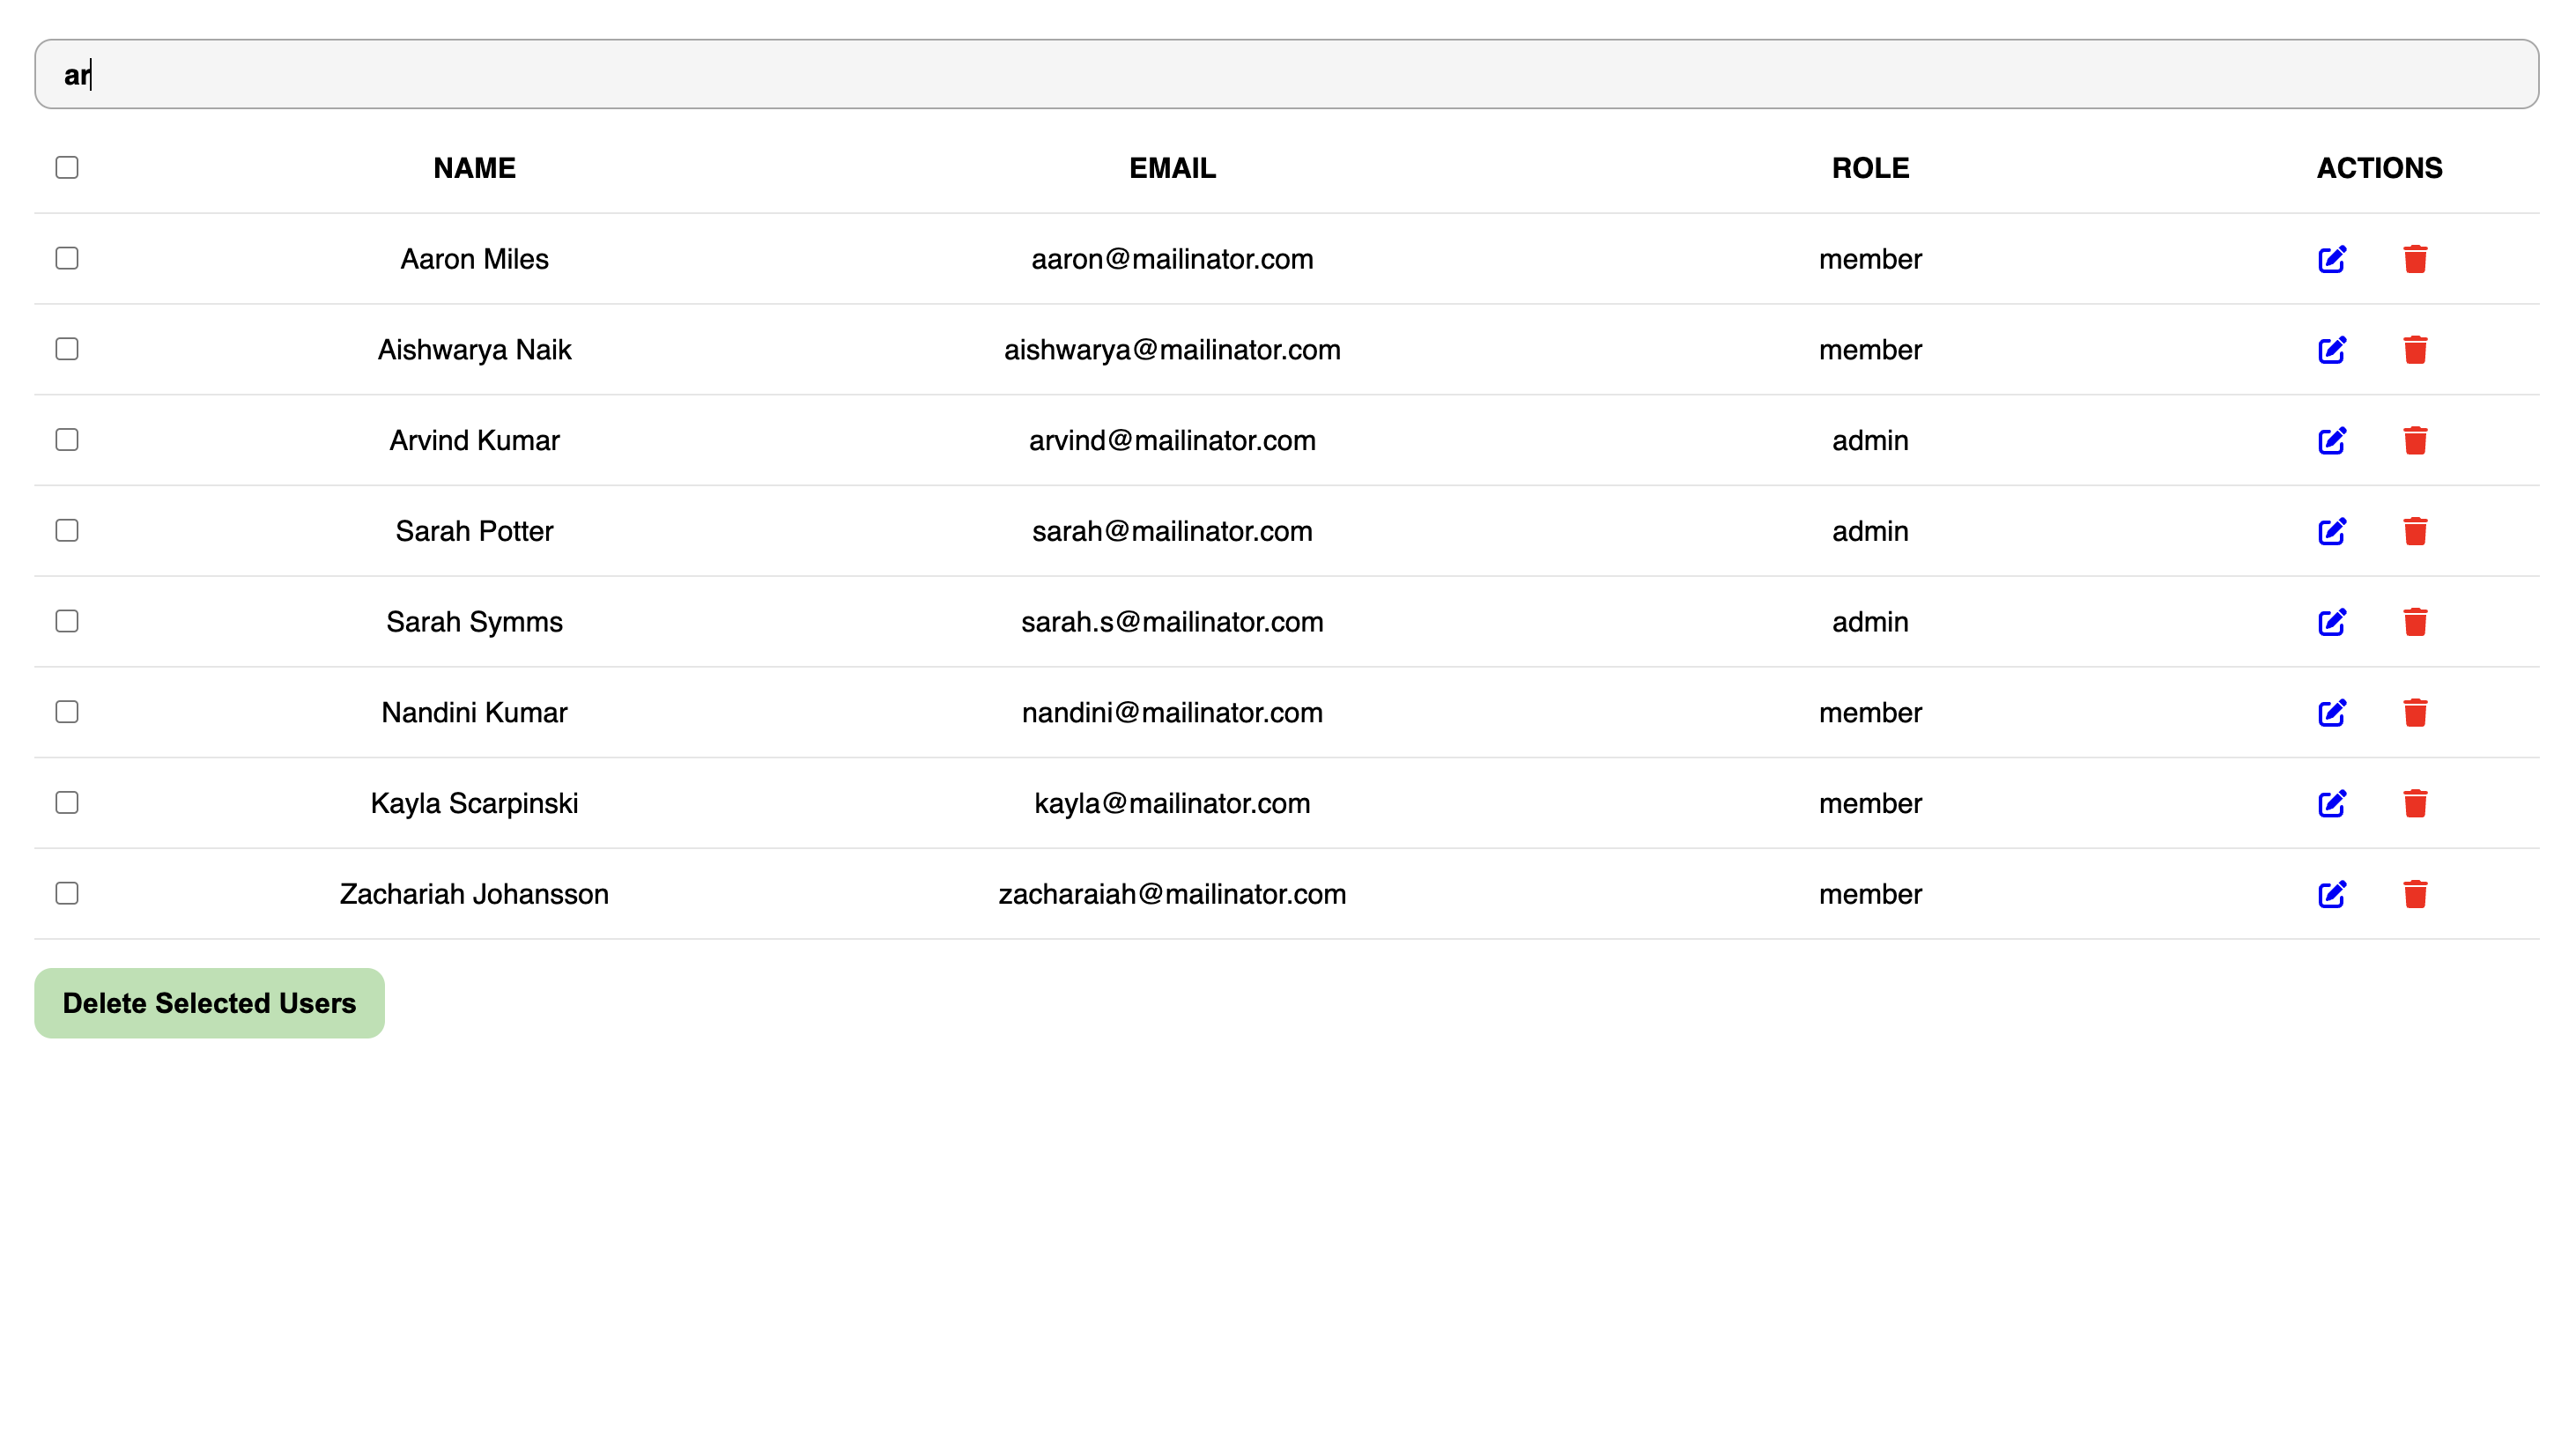 ar
NAME EMAIL ROLE ACTIONS
Aaron Miles aaron@mailinator.com member
Aishwarya Naik aishwarya@mailinator.com member
Arvind Kumar arvind@mailinator.com admin
Sarah Potter sarah@mailinator.com admin
Sarah Symms sarah.s@mailinator.com admin
Nandini Kumar nandini@mailinator.com member
Kayla Scarpinski kayla@mailinator.com member
Zachariah Johansson zacharaiah@mailinator.com member
Delete Selected Users